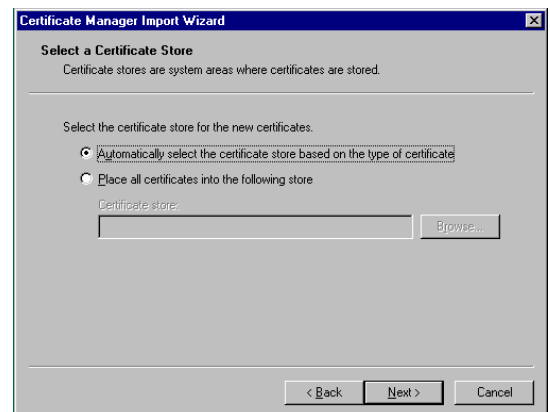 Certificate Manager Import Wizard
Select a Certificate Store
Certificate stores are system areas where certificates are stored.
Select the certificate store for the new certificates.
Automatically select the certificate store based on the type of certificate
Place all certificates into the following store
Certificate store:
Browse...
< Back
Next >
Cancel